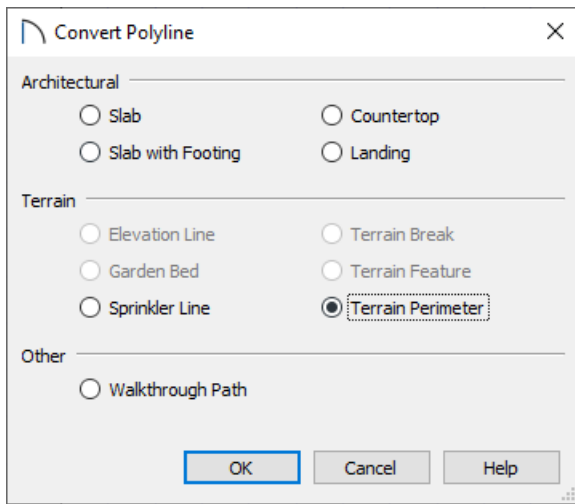 Convert Polyline
Architectural
Slab Countertop
Slab with Footing Landing
Terrain
Elevation Line Terrain Break
Garden Bed Terrain Feature
Sprinkler Line Terrain Perimeter
Other
Walkthrough Path
OK Cancel Help